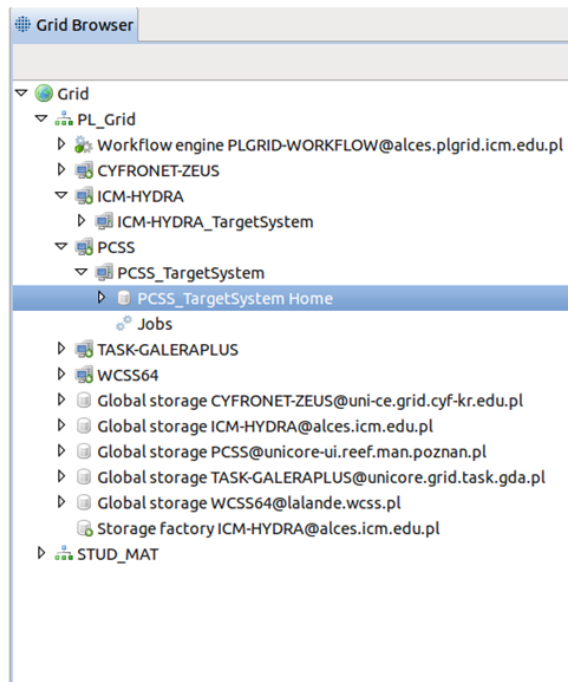 Grid Browser
Grid
PL_Grid
Workflow engine PLGRID-WORKFLOW@alces.plgrid.icm.edu.pl
CYFRONET-ZEUS
ICM-HYDRA
ICM-HYDRA_TargetSystem
PCSS
PCSS_TargetSystem
PCSS_TargetSystem Home
Jobs
TASK-GALERAPLUS
WCSS64
Global storage CYFRONET-ZEUS@uni-ce.grid.cyf-kr.edu.pl
Global storage ICM-HYDRA@alces.icm.edu.pl
Global storage PCSS@unicore-ui.reef.man.poznan.pl
Global storage TASK-GALERAPLUS@unicore.grid.task.gda.pl
Global storage WCSS64@lalande.wcss.pl
Storage factory ICM-HYDRA@alces.icm.edu.pl
STUD_MAT